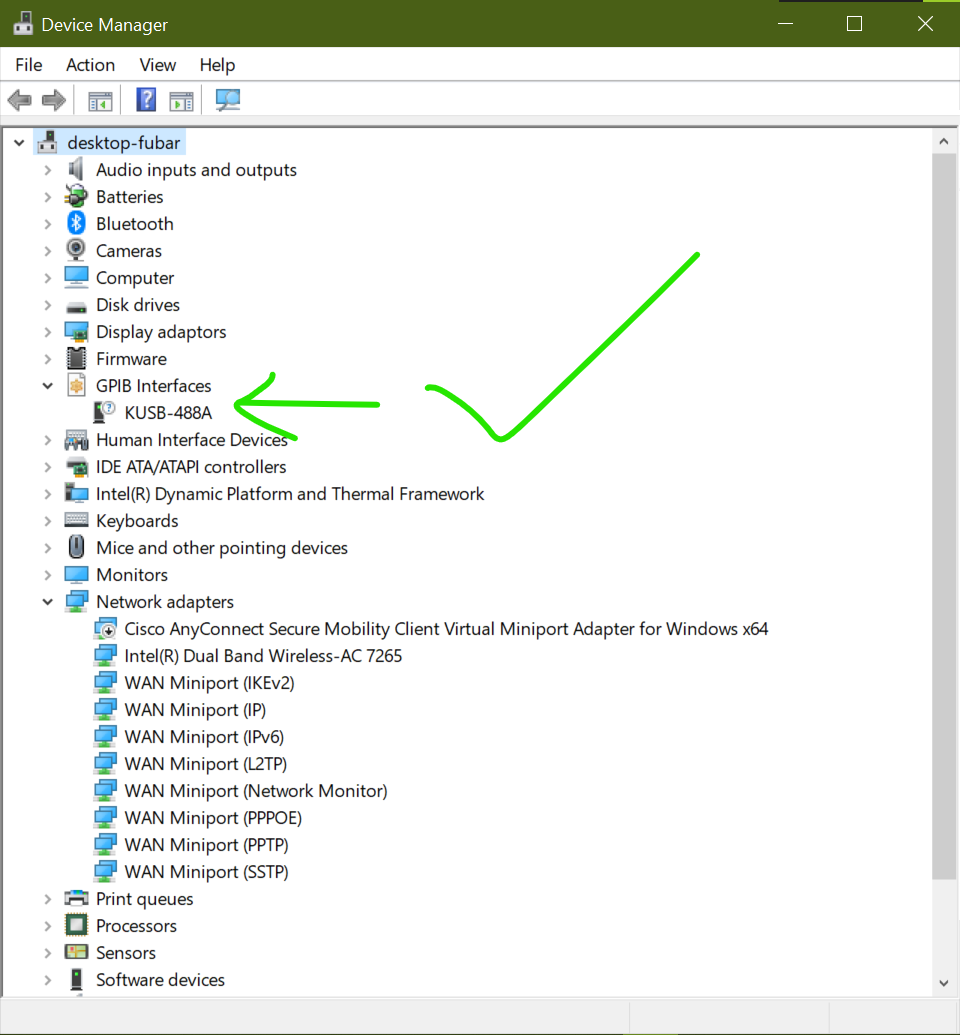 Device Manager
File Action View Help
desktop-fubar
Audio inputs and outputs
Batteries
Bluetooth
Cameras
Computer
Disk drives
Display adaptors
Firmware
GPIB Interfaces
KUSB-488A
Human Interface Devices
IDE ATA/ATAPI controllers
Intel(R) Dynamic Platform and Thermal Framework
Keyboards
Mice and other pointing devices
Monitors
Network adapters
Cisco AnyConnect Secure Mobility Client Virtual Miniport Adapter for Windows x64
Intel(R) Dual Band Wireless-AC 7265
WAN Miniport (IKEv2)
WAN Miniport (IP)
WAN Miniport (IPv6)
WAN Miniport (L2TP)
WAN Miniport (Network Monitor)
WAN Miniport (PPPOE)
WAN Miniport (PPTP)
WAN Miniport (SSTP)
Print queues
Processors
Sensors
Software devices